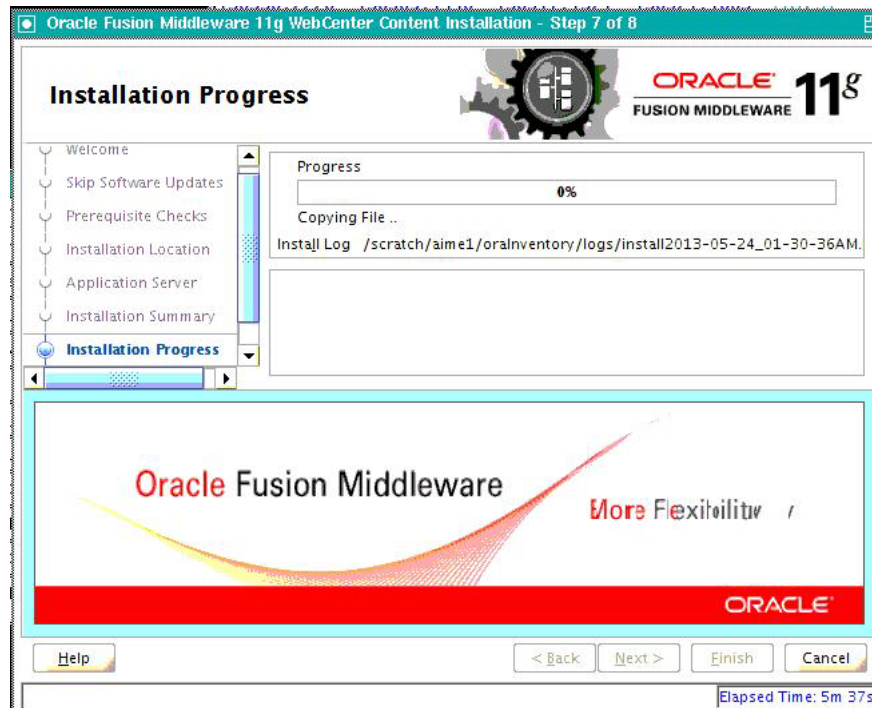 Oracle Fusion Middleware 11g WebCenter Content Installation - Step 7 of 8
Installation Progress
ORACLE
FUSION MIDDLEWARE
11g
Welcome
Skip Software Updates
Prerequisite Checks
Installation Location
Application Server
Installation Summary
Installation Progress
Progress
0%
Copying File ..
Install Log /scratch/aime1/oraInventory/logs/install2013-05-24_01-30-36AM.
Oracle Fusion Middleware
More
ORACLE
Help
< Back
Next >
Finish
Cancel
Elapsed Time: 5m 37s